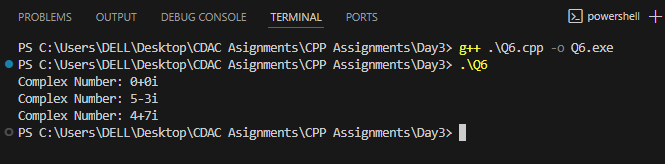 PROBLEMS OUTPUT DEBUG CONSOLE TERMINAL PORTS powershell
PS C:\Users\DELL\Desktop\CDAC Asignments\CPP Assignments\Day3> g++ .\Q6.cpp -o Q6.exe
PS C:\Users\DELL\Desktop\CDAC Asignments\CPP Assignments\Day3> .\Q6
Complex Number: 0+0i
Complex Number: 5-3i
Complex Number: 4+7i
PS C:\Users\DELL\Desktop\CDAC Asignments\CPP Assignments\Day3>